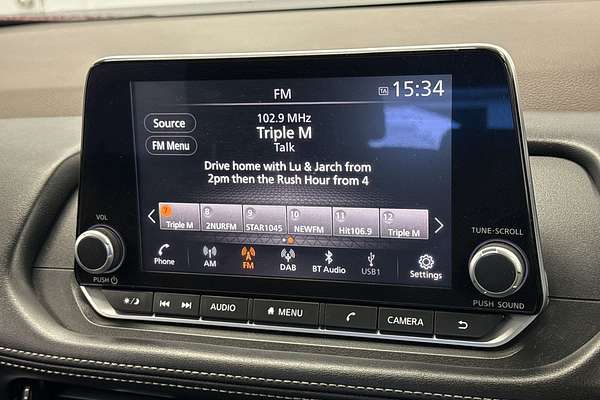 FM
TA 15:34
102.9 MHz
Source
Triple M
Talk
FM Menu
Drive home with Lu & Jarch from
2pm then the Rush Hour from 4
7 8 9 10 11 12
Triple M 2NURFM STAR1045 NEWFM Hit106.9 Triple M
Phone AM FM DAB BT Audio USB1 Settings
VOL
PUSH
TUNE-SCROLL
PUSH SOUND
AUDIO MENU CAMERA